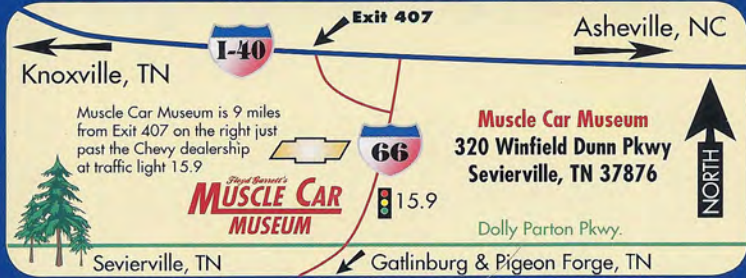 Exit 407
Asheville, NC
I-40
Knoxville, TN
Muscle Car Museum is 9 miles
from Exit 407 on the right just
past the Chevy dealership
at traffic light 15.9
66
Muscle Car Museum
320 Winfield Dunn Pkwy
Sevierville, TN 37876
NORTH
Floyd Garrett's
MUSCLE CAR
MUSEUM
15.9
Dolly Parton Pkwy.
Sevierville, TN
Gatlinburg & Pigeon Forge, TN